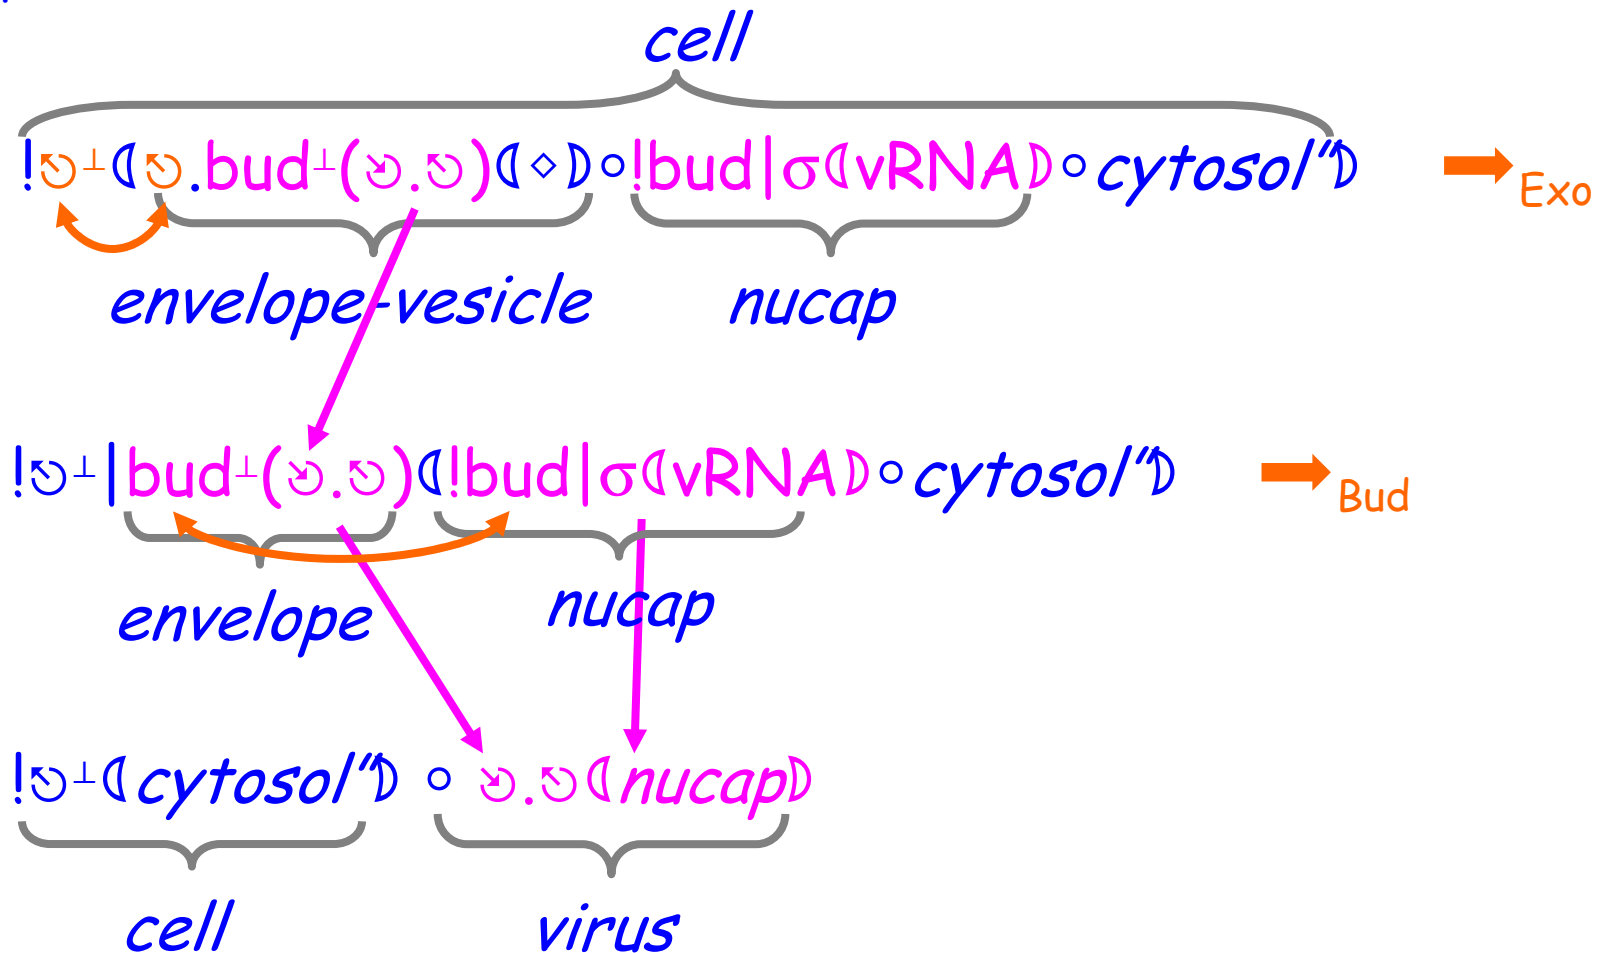 cell
!⎋⊥⦅⎋.bud⊥(⅁.⎋)⦅⋄⦆∘!bud|σ⦅vRNA⦆∘cytosol″⦆ Exo
envelope-vesicle nucap
!⎋⊥|bud⊥(⅁.⎋)⦅!bud|σ⦅vRNA⦆∘cytosol″⦆ Bud
envelope nucap
!⎋⊥⦅cytosol″⦆ ∘ ⅁.⎋⦅nucap⦆
cell virus